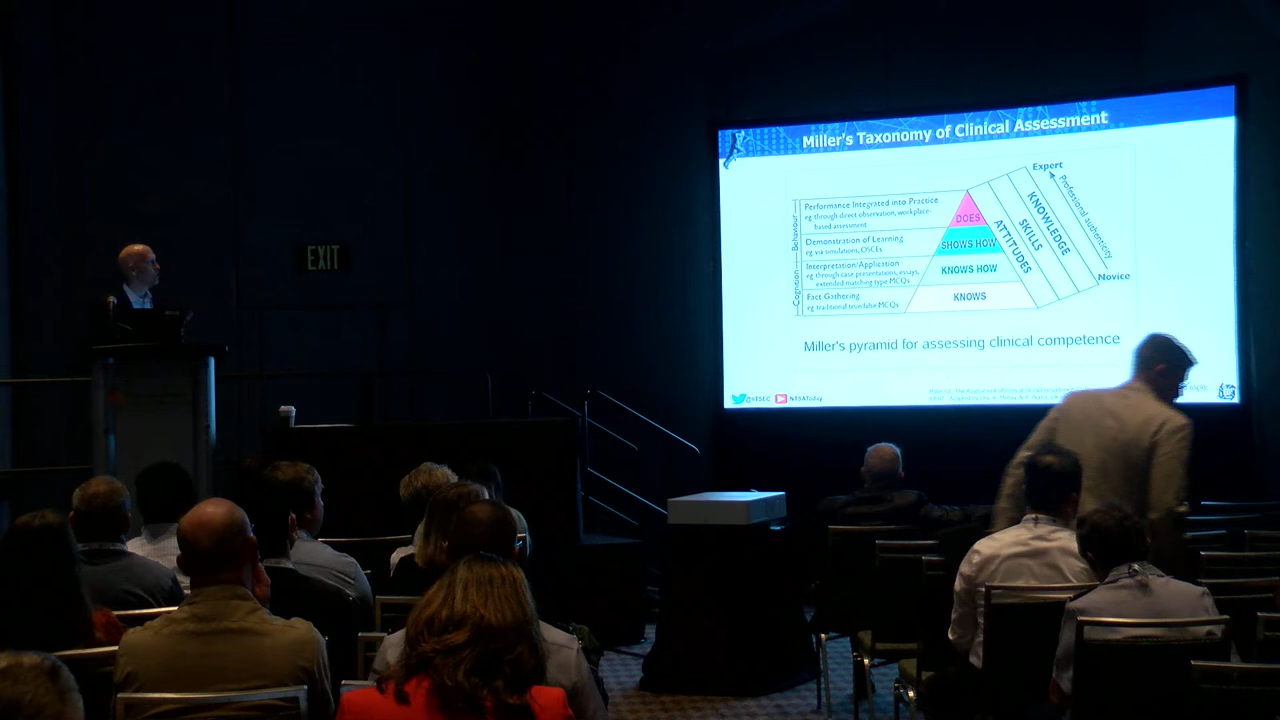 Miller's Taxonomy of Clinical Assessment
Expert
Professional authenticity
Novice
KNOWLEDGE
SKILLS
ATTITUDES
Behaviour
Cognition
Performance Integrated into Practice
eg through direct observation, workplace-
based assessment
DOES
Demonstration of Learning
eg via simulations, OSCEs
SHOWS HOW
Interpretation/Application
eg through case presentations, essays,
extended matching type MCQs
KNOWS HOW
Fact Gathering
eg traditional true/false MCQs
KNOWS
Miller's pyramid for assessing clinical competence
@IITSEC
NTSAToday
EXIT